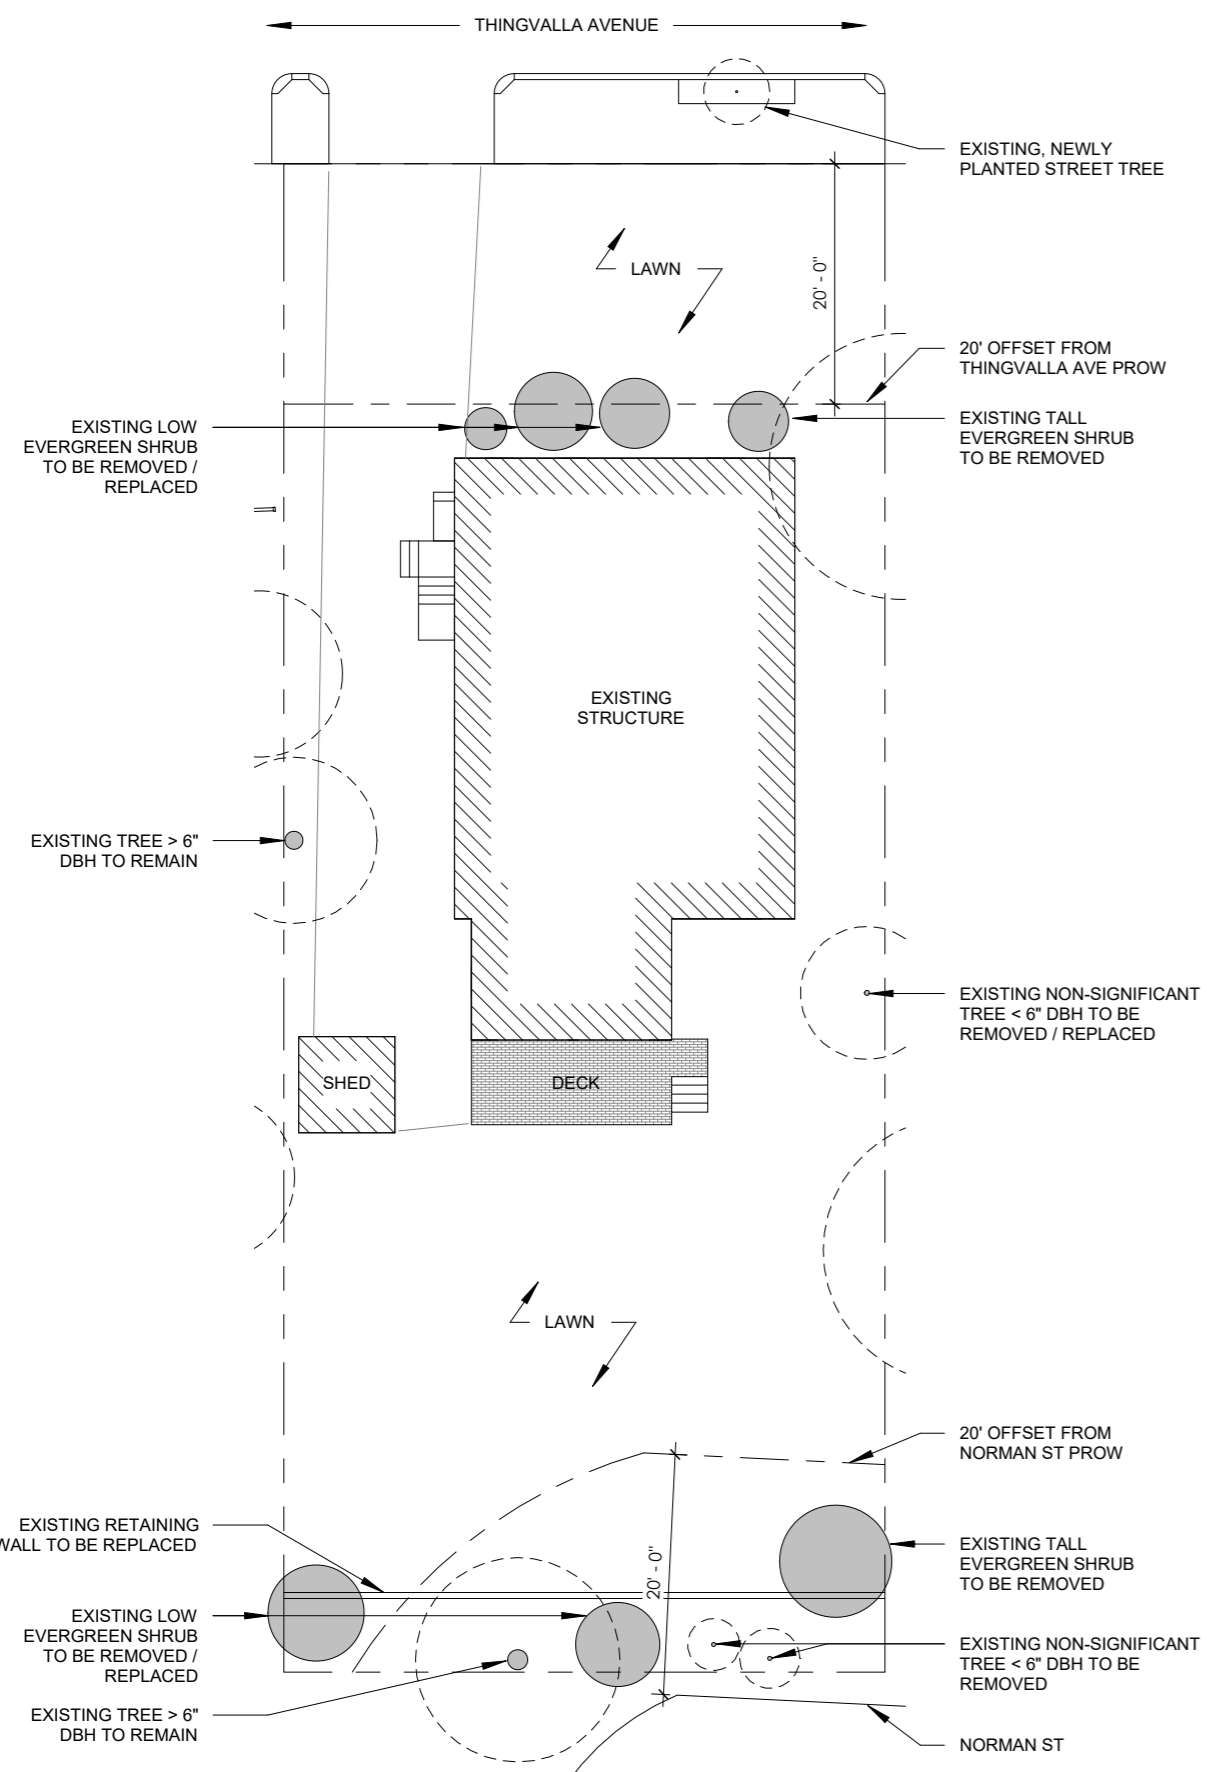 THINGVALLA AVENUE
EXISTING, NEWLY
PLANTED STREET TREE
LAWN
20' - 0"
20' OFFSET FROM
THINGVALLA AVE PROW
EXISTING LOW
EVERGREEN SHRUB
TO BE REMOVED /
REPLACED
EXISTING TALL
EVERGREEN SHRUB
TO BE REMOVED
EXISTING
STRUCTURE
EXISTING TREE > 6"
DBH TO REMAIN
EXISTING NON-SIGNIFICANT
TREE < 6" DBH TO BE
REMOVED / REPLACED
SHED
DECK
LAWN
20' OFFSET FROM
NORMAN ST PROW
EXISTING RETAINING
WALL TO BE REPLACED
20' - 0"
EXISTING TALL
EVERGREEN SHRUB
TO BE REMOVED
EXISTING LOW
EVERGREEN SHRUB
TO BE REMOVED /
REPLACED
EXISTING NON-SIGNIFICANT
TREE < 6" DBH TO BE
REMOVED
EXISTING TREE > 6"
DBH TO REMAIN
NORMAN ST